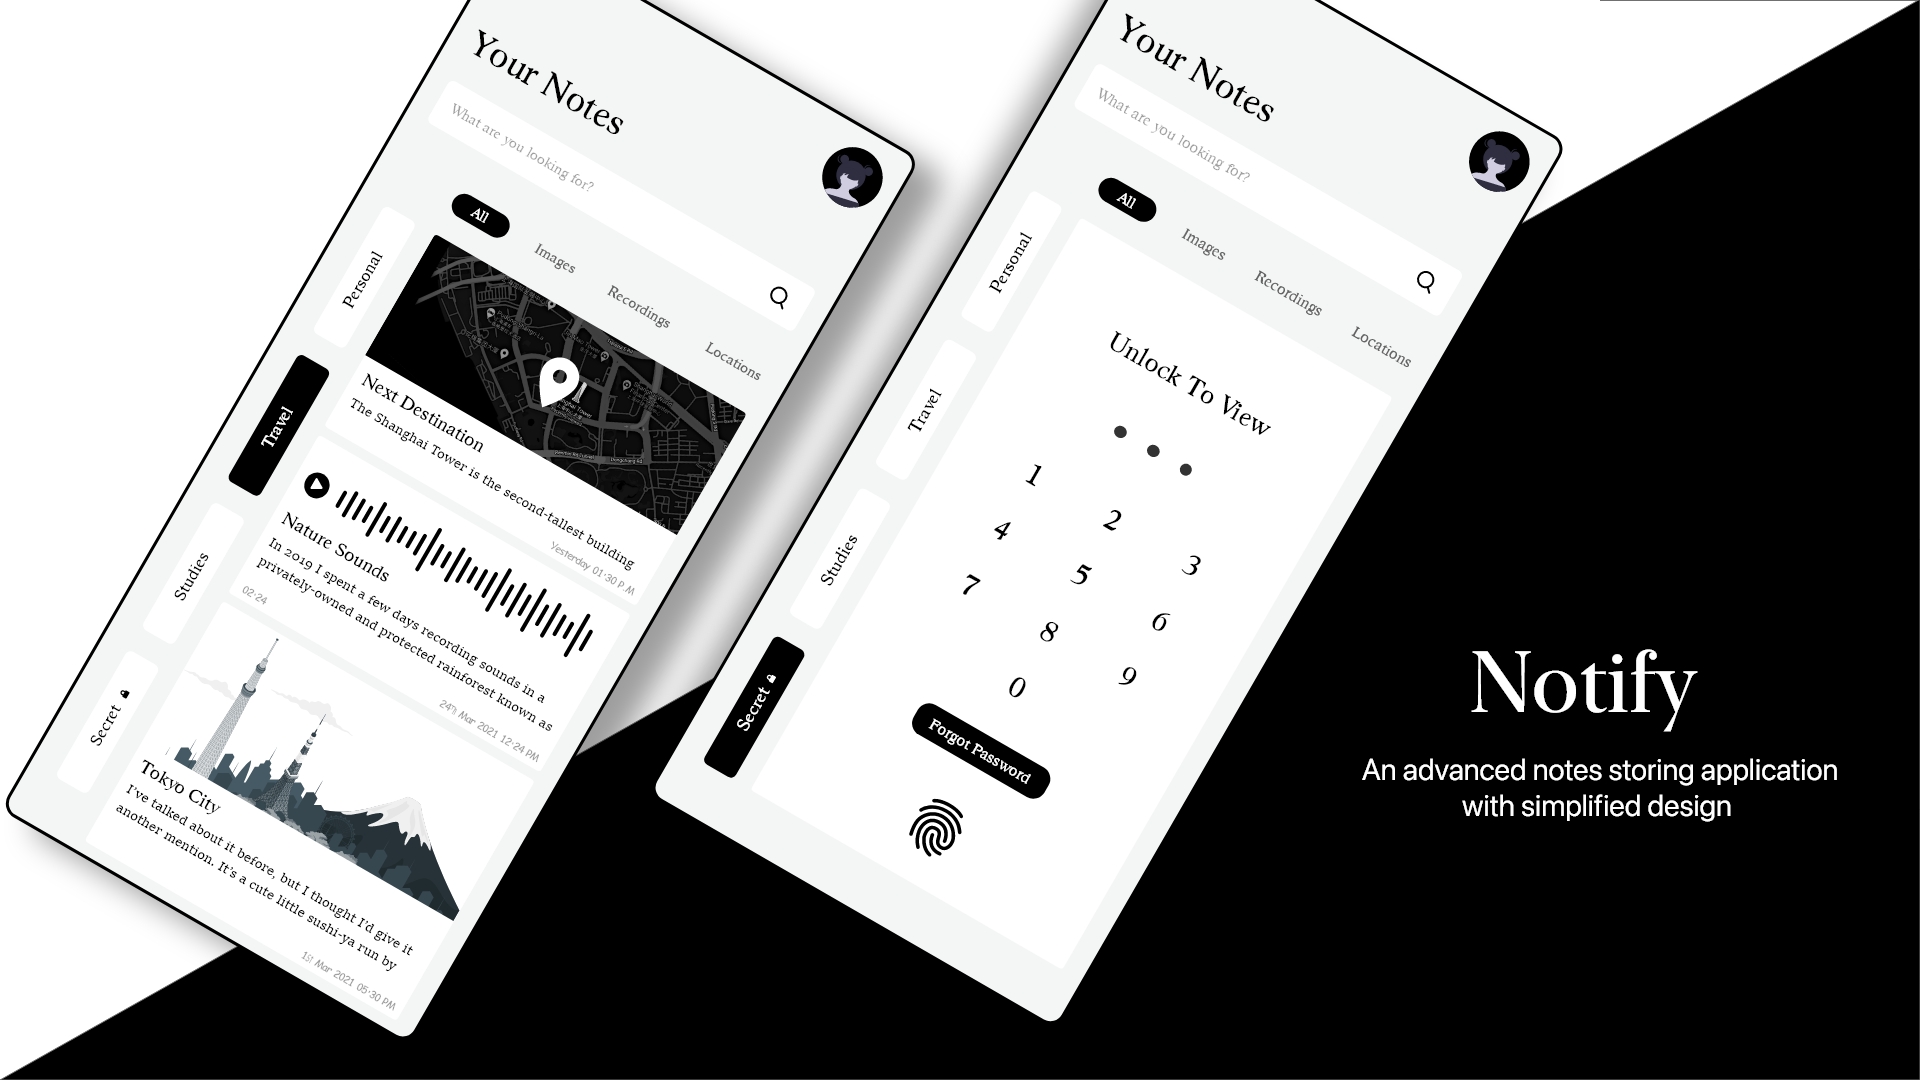 Your Notes
What are you looking for?
All
Images
Recordings
Locations
Personal
Travel
Studies
Secret
Next Destination
The Shanghai Tower is the second-tallest building
Yesterday 01:30 P.M
Nature Sounds
In 2019 I spent a few days recording sounds in a
privately-owned and protected rainforest known as
02:24
24th Mar 2021 12:24 PM
Tokyo City
I've talked about it before, but I thought I'd give it
another mention. It's a cute little sushi-ya run by
1st Mar 2021 05:30 PM
Your Notes
What are you looking for?
All
Images
Recordings
Locations
Personal
Travel
Studies
Secret
Unlock To View
1 2 3
4 5 6
7 8 9
0
Forgot Password
Notify
An advanced notes storing application
with simplified design